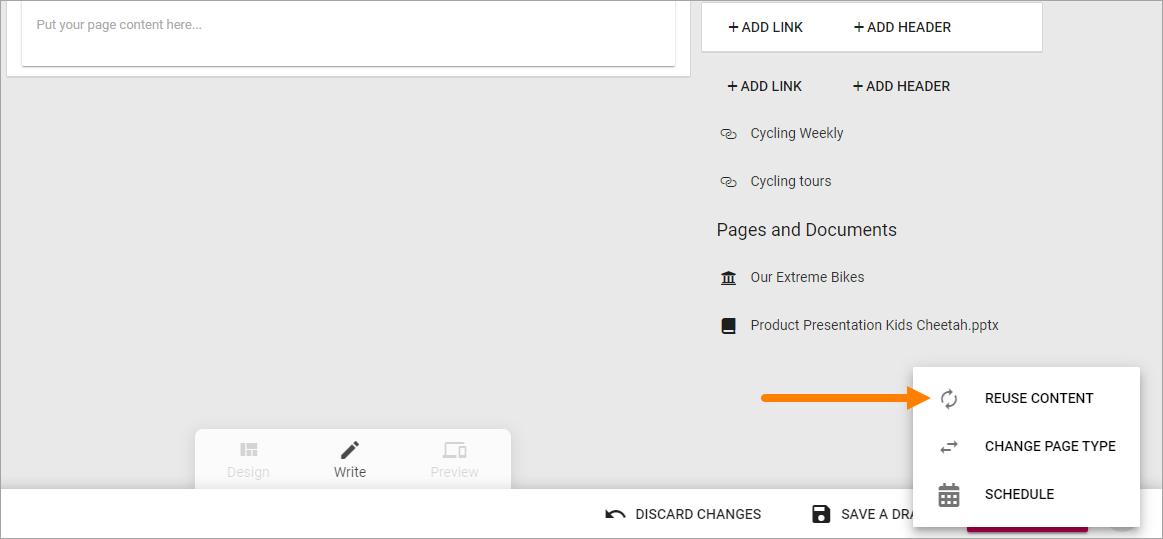 Put your page content here...
+ ADD LINK + ADD HEADER
+ ADD LINK + ADD HEADER
Cycling Weekly
Cycling tours
Pages and Documents
Our Extreme Bikes
Product Presentation Kids Cheetah.pptx
REUSE CONTENT
CHANGE PAGE TYPE
SCHEDULE
Design Write Preview
DISCARD CHANGES SAVE A DRA